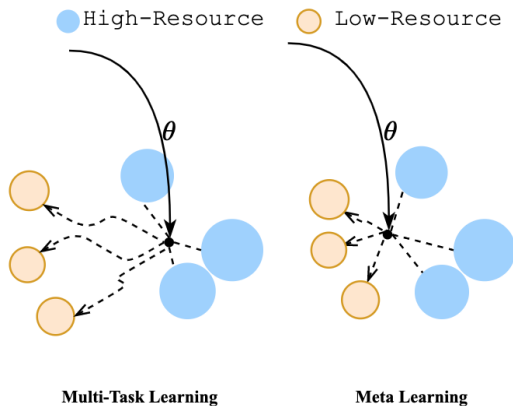 High-Resource
Low-Resource
θ
θ
Multi-Task Learning
Meta Learning